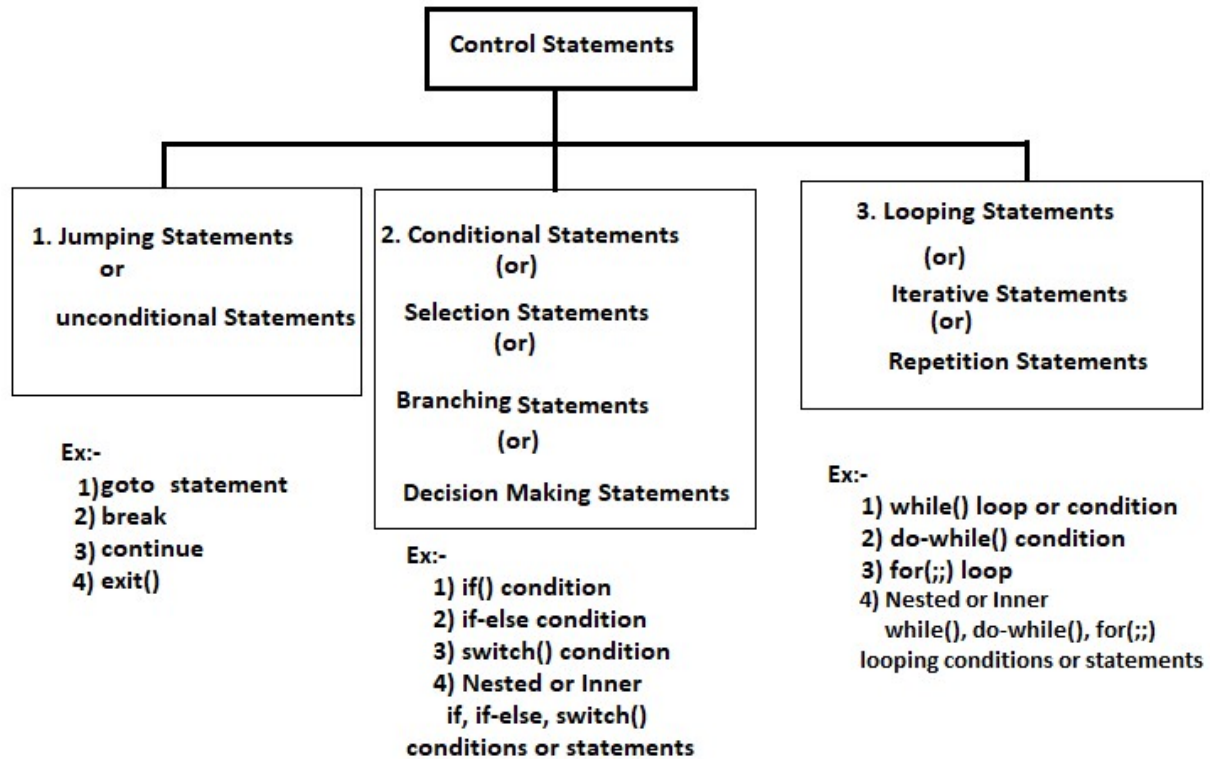 Control Statements
1. Jumping Statements
or
unconditional Statements
Ex:-
1)goto statement
2) break
3) continue
4) exit()
2. Conditional Statements
(or)
Selection Statements
(or)
Branching Statements
(or)
Decision Making Statements
Ex:-
1) if() condition
2) if-else condition
3) switch() condition
4) Nested or Inner
if, if-else, switch()
conditions or statements
3. Looping Statements
(or)
Iterative Statements
(or)
Repetition Statements
Ex:-
1) while() loop or condition
2) do-while() condition
3) for(;;) loop
4) Nested or Inner
while(), do-while(), for(;;)
looping conditions or statements